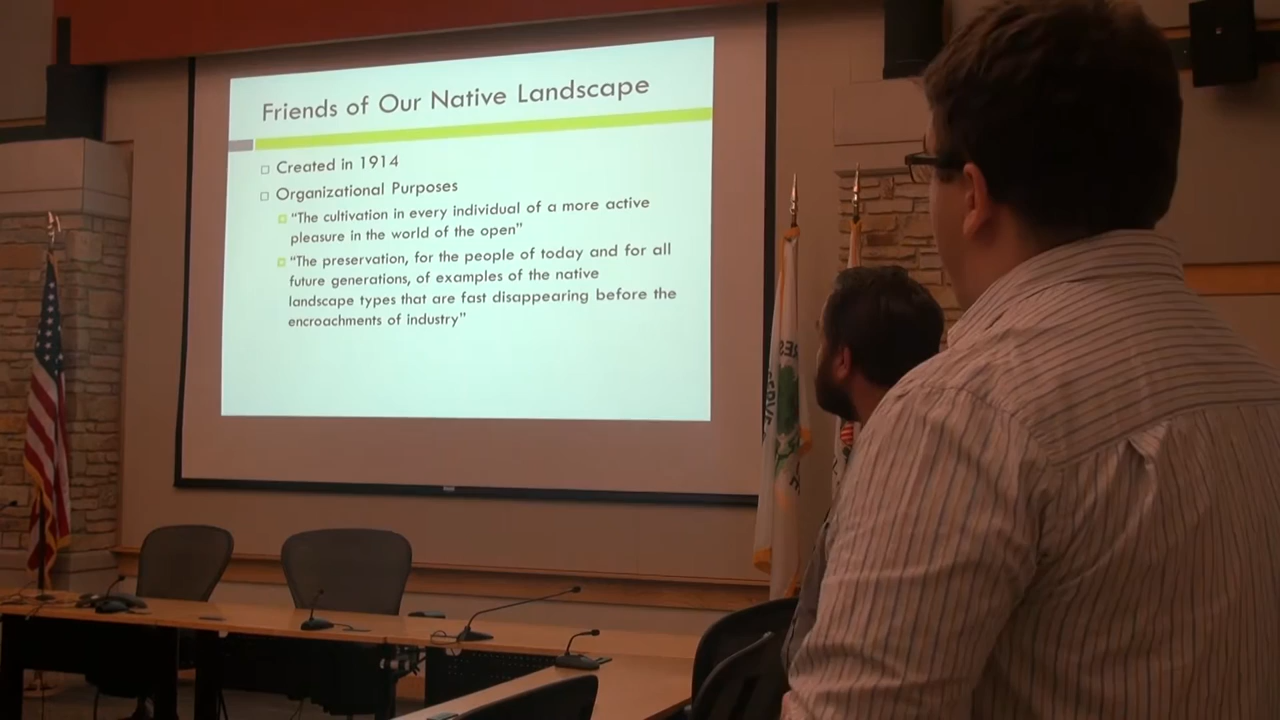 Friends of Our Native Landscape
Created in 1914
Organizational Purposes
“The cultivation in every individual of a more active
pleasure in the world of the open”
“The preservation, for the people of today and for all
future generations, of examples of the native
landscape types that are fast disappearing before the
encroachments of industry”